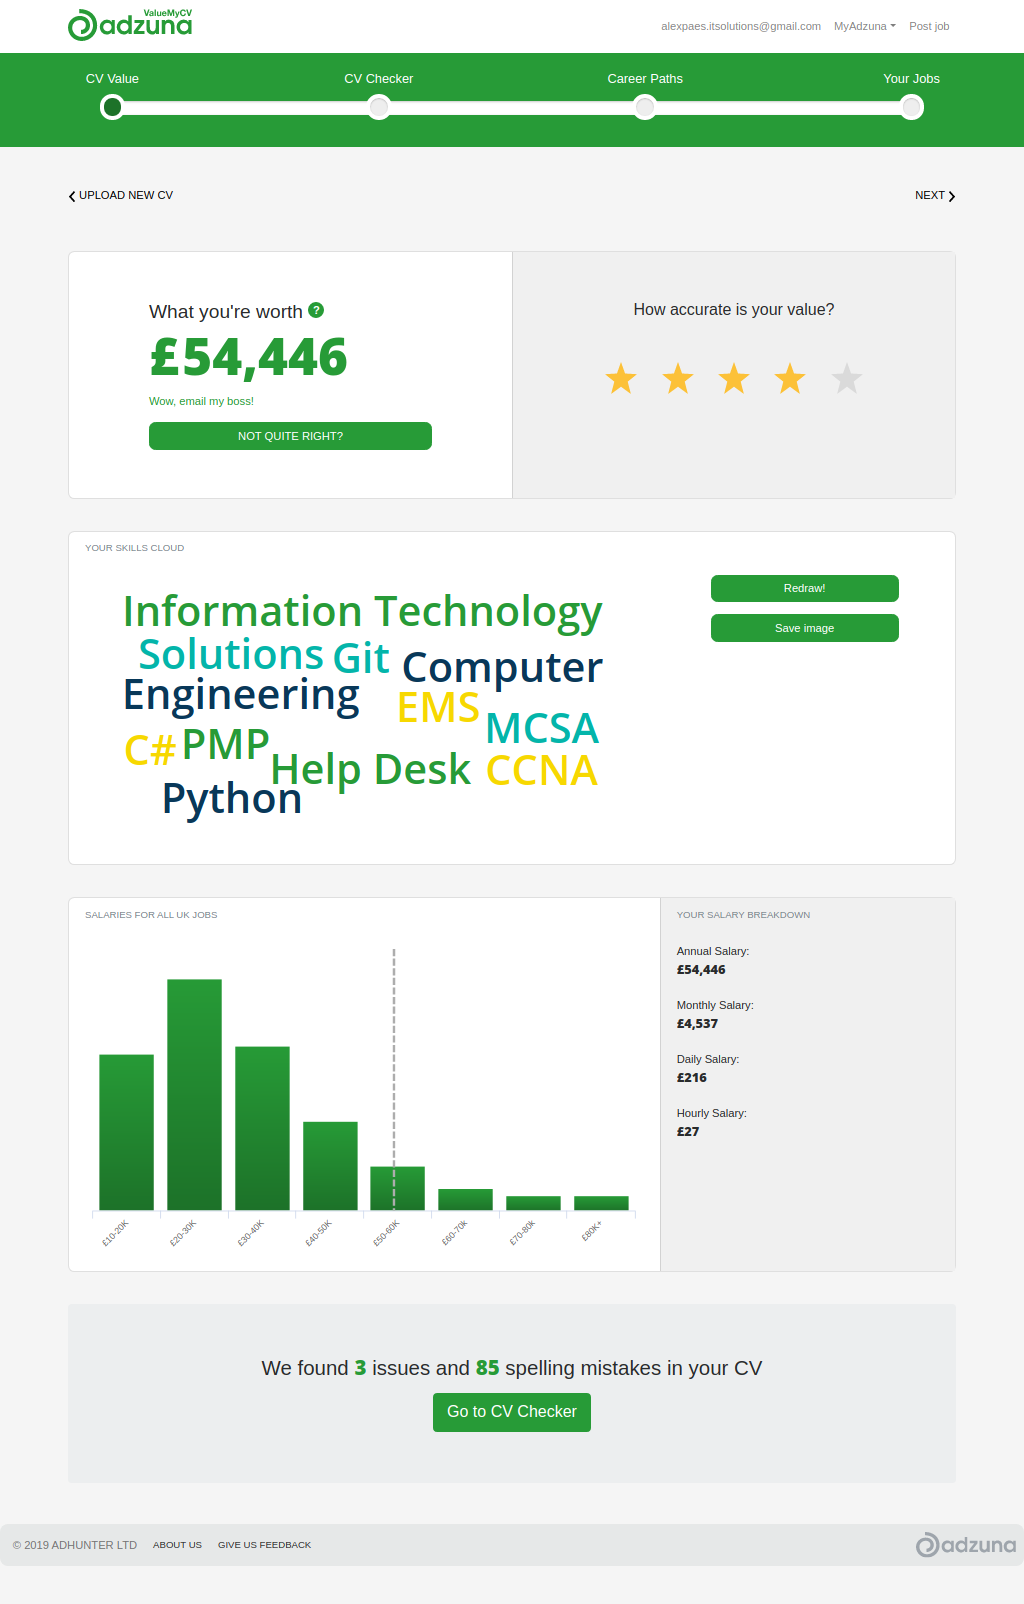 ValueMyCV
adzuna
alexpaes.itsolutions@gmail.com MyAdzuna Post job
CV Value CV Checker Career Paths Your Jobs
UPLOAD NEW CV NEXT
What you're worth ?
£54,446
Wow, email my boss!
NOT QUITE RIGHT?
How accurate is your value?
YOUR SKILLS CLOUD
Redraw!
Save image
Information Technology
Solutions Git Computer
Engineering EMS MCSA
C# PMP Help Desk CCNA
Python
SALARIES FOR ALL UK JOBS
£10-20K £20-30K £30-40K £40-50K £50-60K £60-70k £70-80k £80K+
YOUR SALARY BREAKDOWN
Annual Salary:
£54,446
Monthly Salary:
£4,537
Daily Salary:
£216
Hourly Salary:
£27
We found 3 issues and 85 spelling mistakes in your CV
Go to CV Checker
© 2019 ADHUNTER LTD ABOUT US GIVE US FEEDBACK adzuna